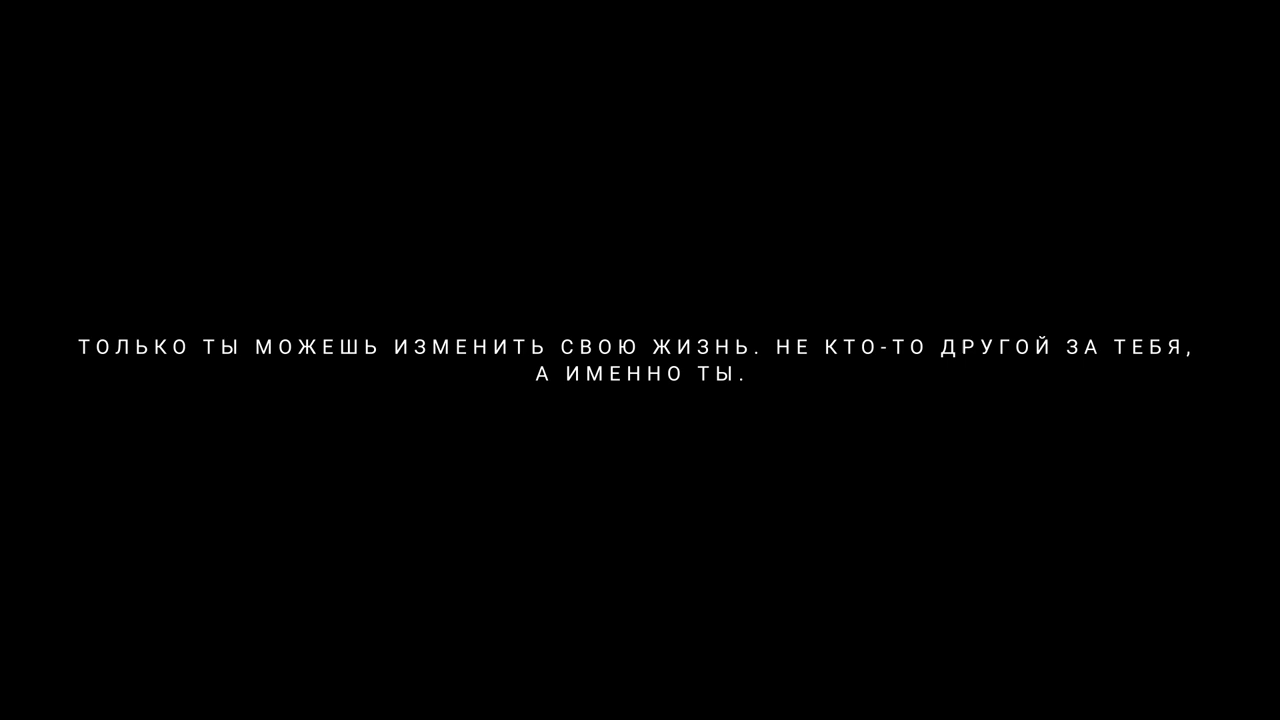 ТОЛЬКО ТЫ МОЖЕШЬ ИЗМЕНИТЬ СВОЮ ЖИЗНЬ. НЕ КТО-ТО ДРУГОЙ ЗА ТЕБЯ,
А ИМЕННО ТЫ.